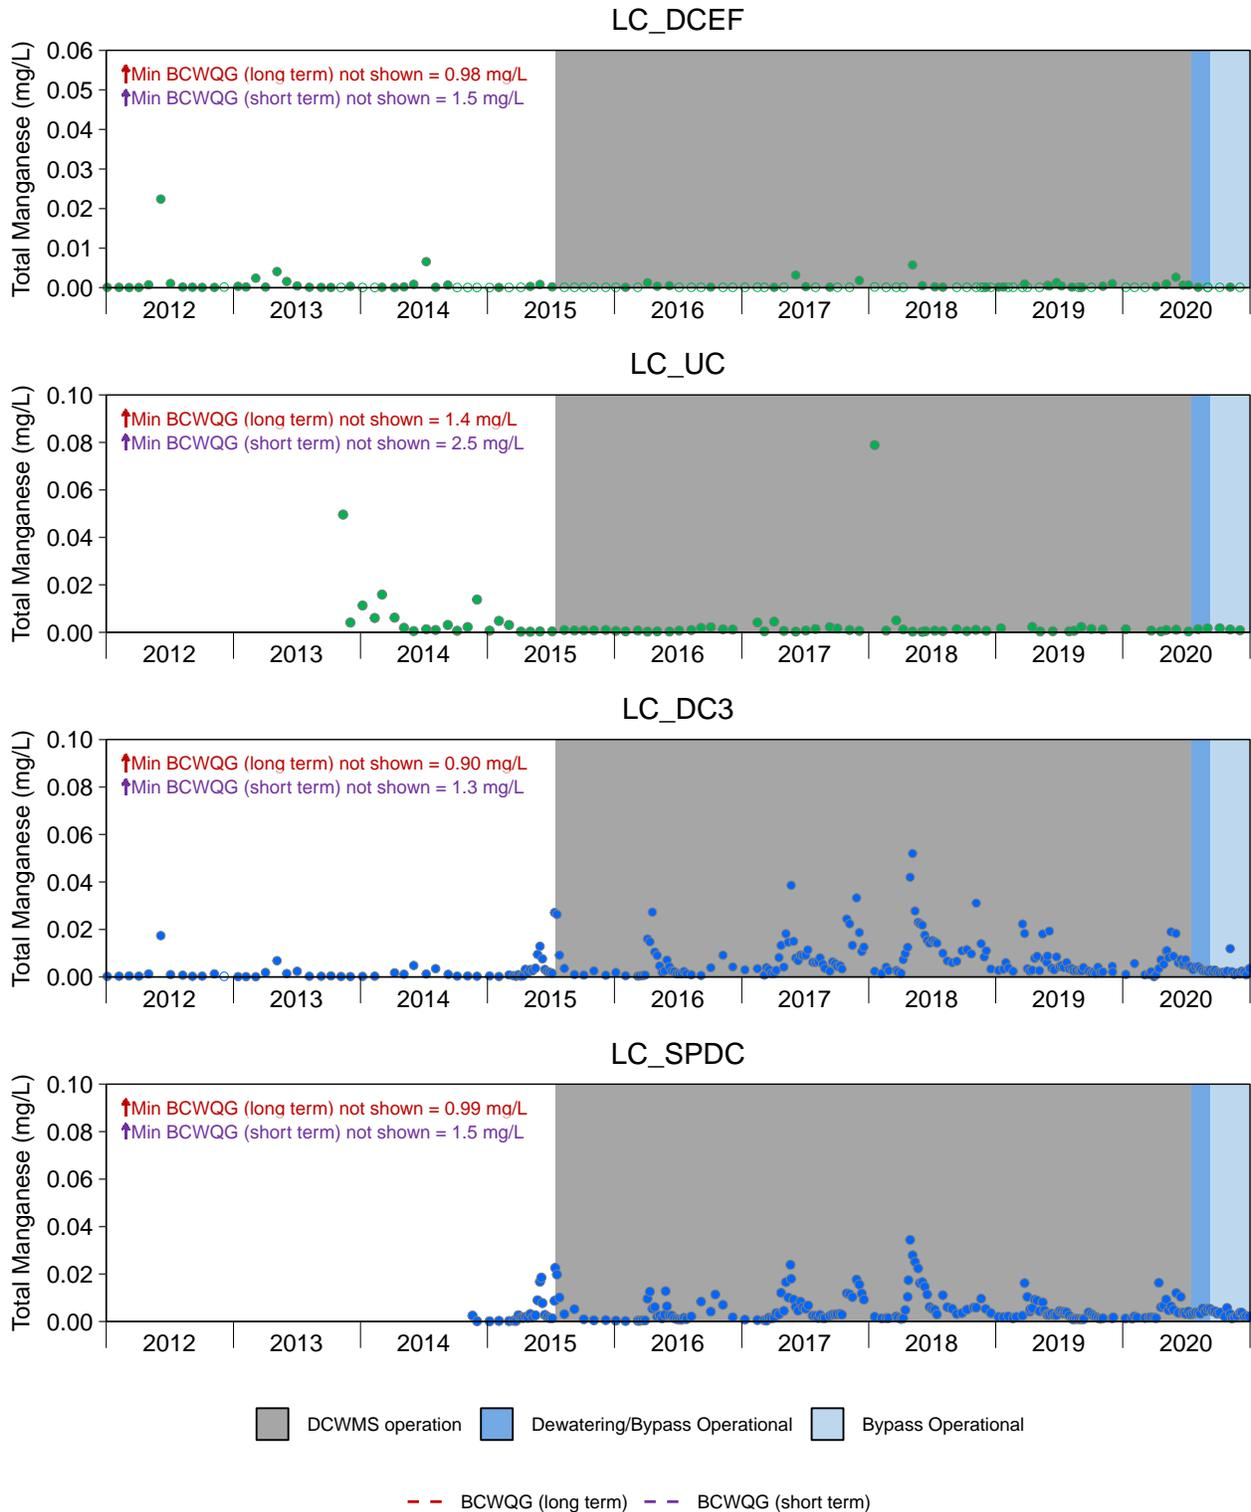 LC_DCEF
Total Manganese (mg/L)
0.06
0.05
0.04
0.03
0.02
0.01
0.00
Min BCWQG (long term) not shown = 0.98 mg/L
Min BCWQG (short term) not shown = 1.5 mg/L
2012 2013 2014 2015 2016 2017 2018 2019 2020
LC_UC
Total Manganese (mg/L)
0.10
0.08
0.06
0.04
0.02
0.00
Min BCWQG (long term) not shown = 1.4 mg/L
Min BCWQG (short term) not shown = 2.5 mg/L
2012 2013 2014 2015 2016 2017 2018 2019 2020
LC_DC3
Total Manganese (mg/L)
0.10
0.08
0.06
0.04
0.02
0.00
Min BCWQG (long term) not shown = 0.90 mg/L
Min BCWQG (short term) not shown = 1.3 mg/L
2012 2013 2014 2015 2016 2017 2018 2019 2020
LC_SPDC
Total Manganese (mg/L)
0.10
0.08
0.06
0.04
0.02
0.00
Min BCWQG (long term) not shown = 0.99 mg/L
Min BCWQG (short term) not shown = 1.5 mg/L
2012 2013 2014 2015 2016 2017 2018 2019 2020
DCWMS operation Dewatering/Bypass Operational Bypass Operational
BCWQG (long term) BCWQG (short term)